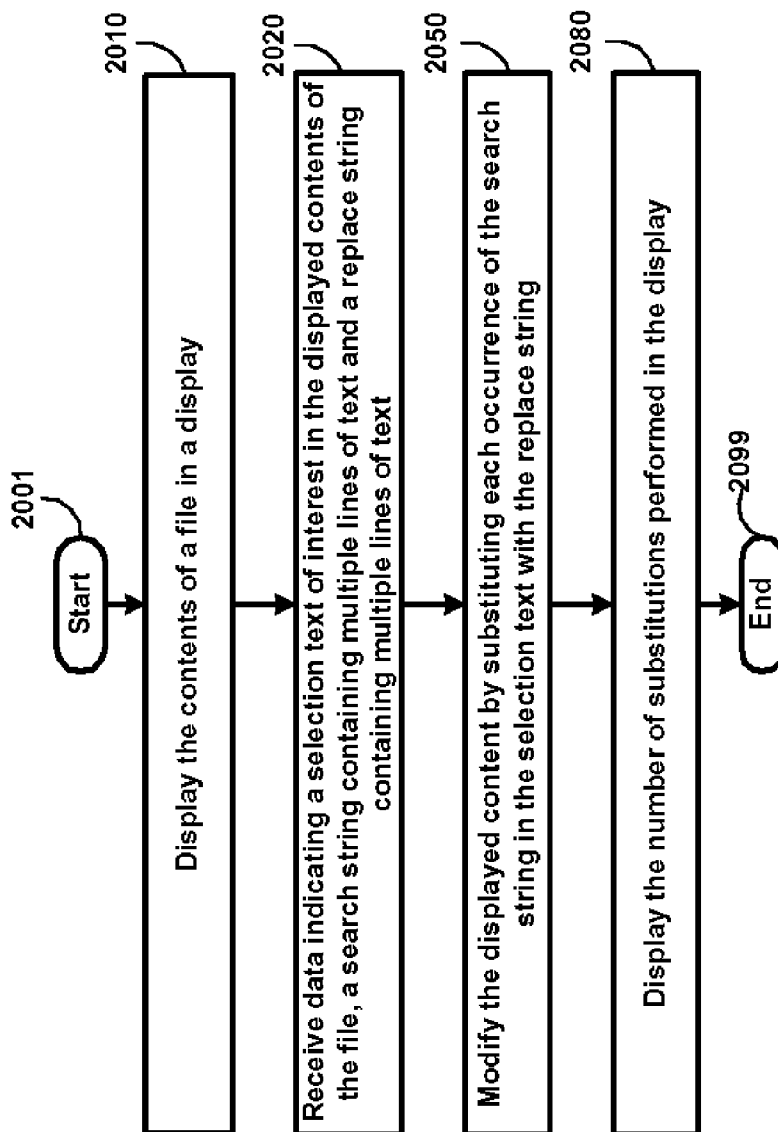 2001
Start
2010
Display the contents of a file in a display
2020
Receive data indicating a selection text of interest in the displayed contents of
the file, a search string containing multiple lines of text and a replace string
containing multiple lines of text
2050
Modify the displayed content by substituting each occurrence of the search
string in the selection text with the replace string
2080
Display the number of substitutions performed in the display
2099
End